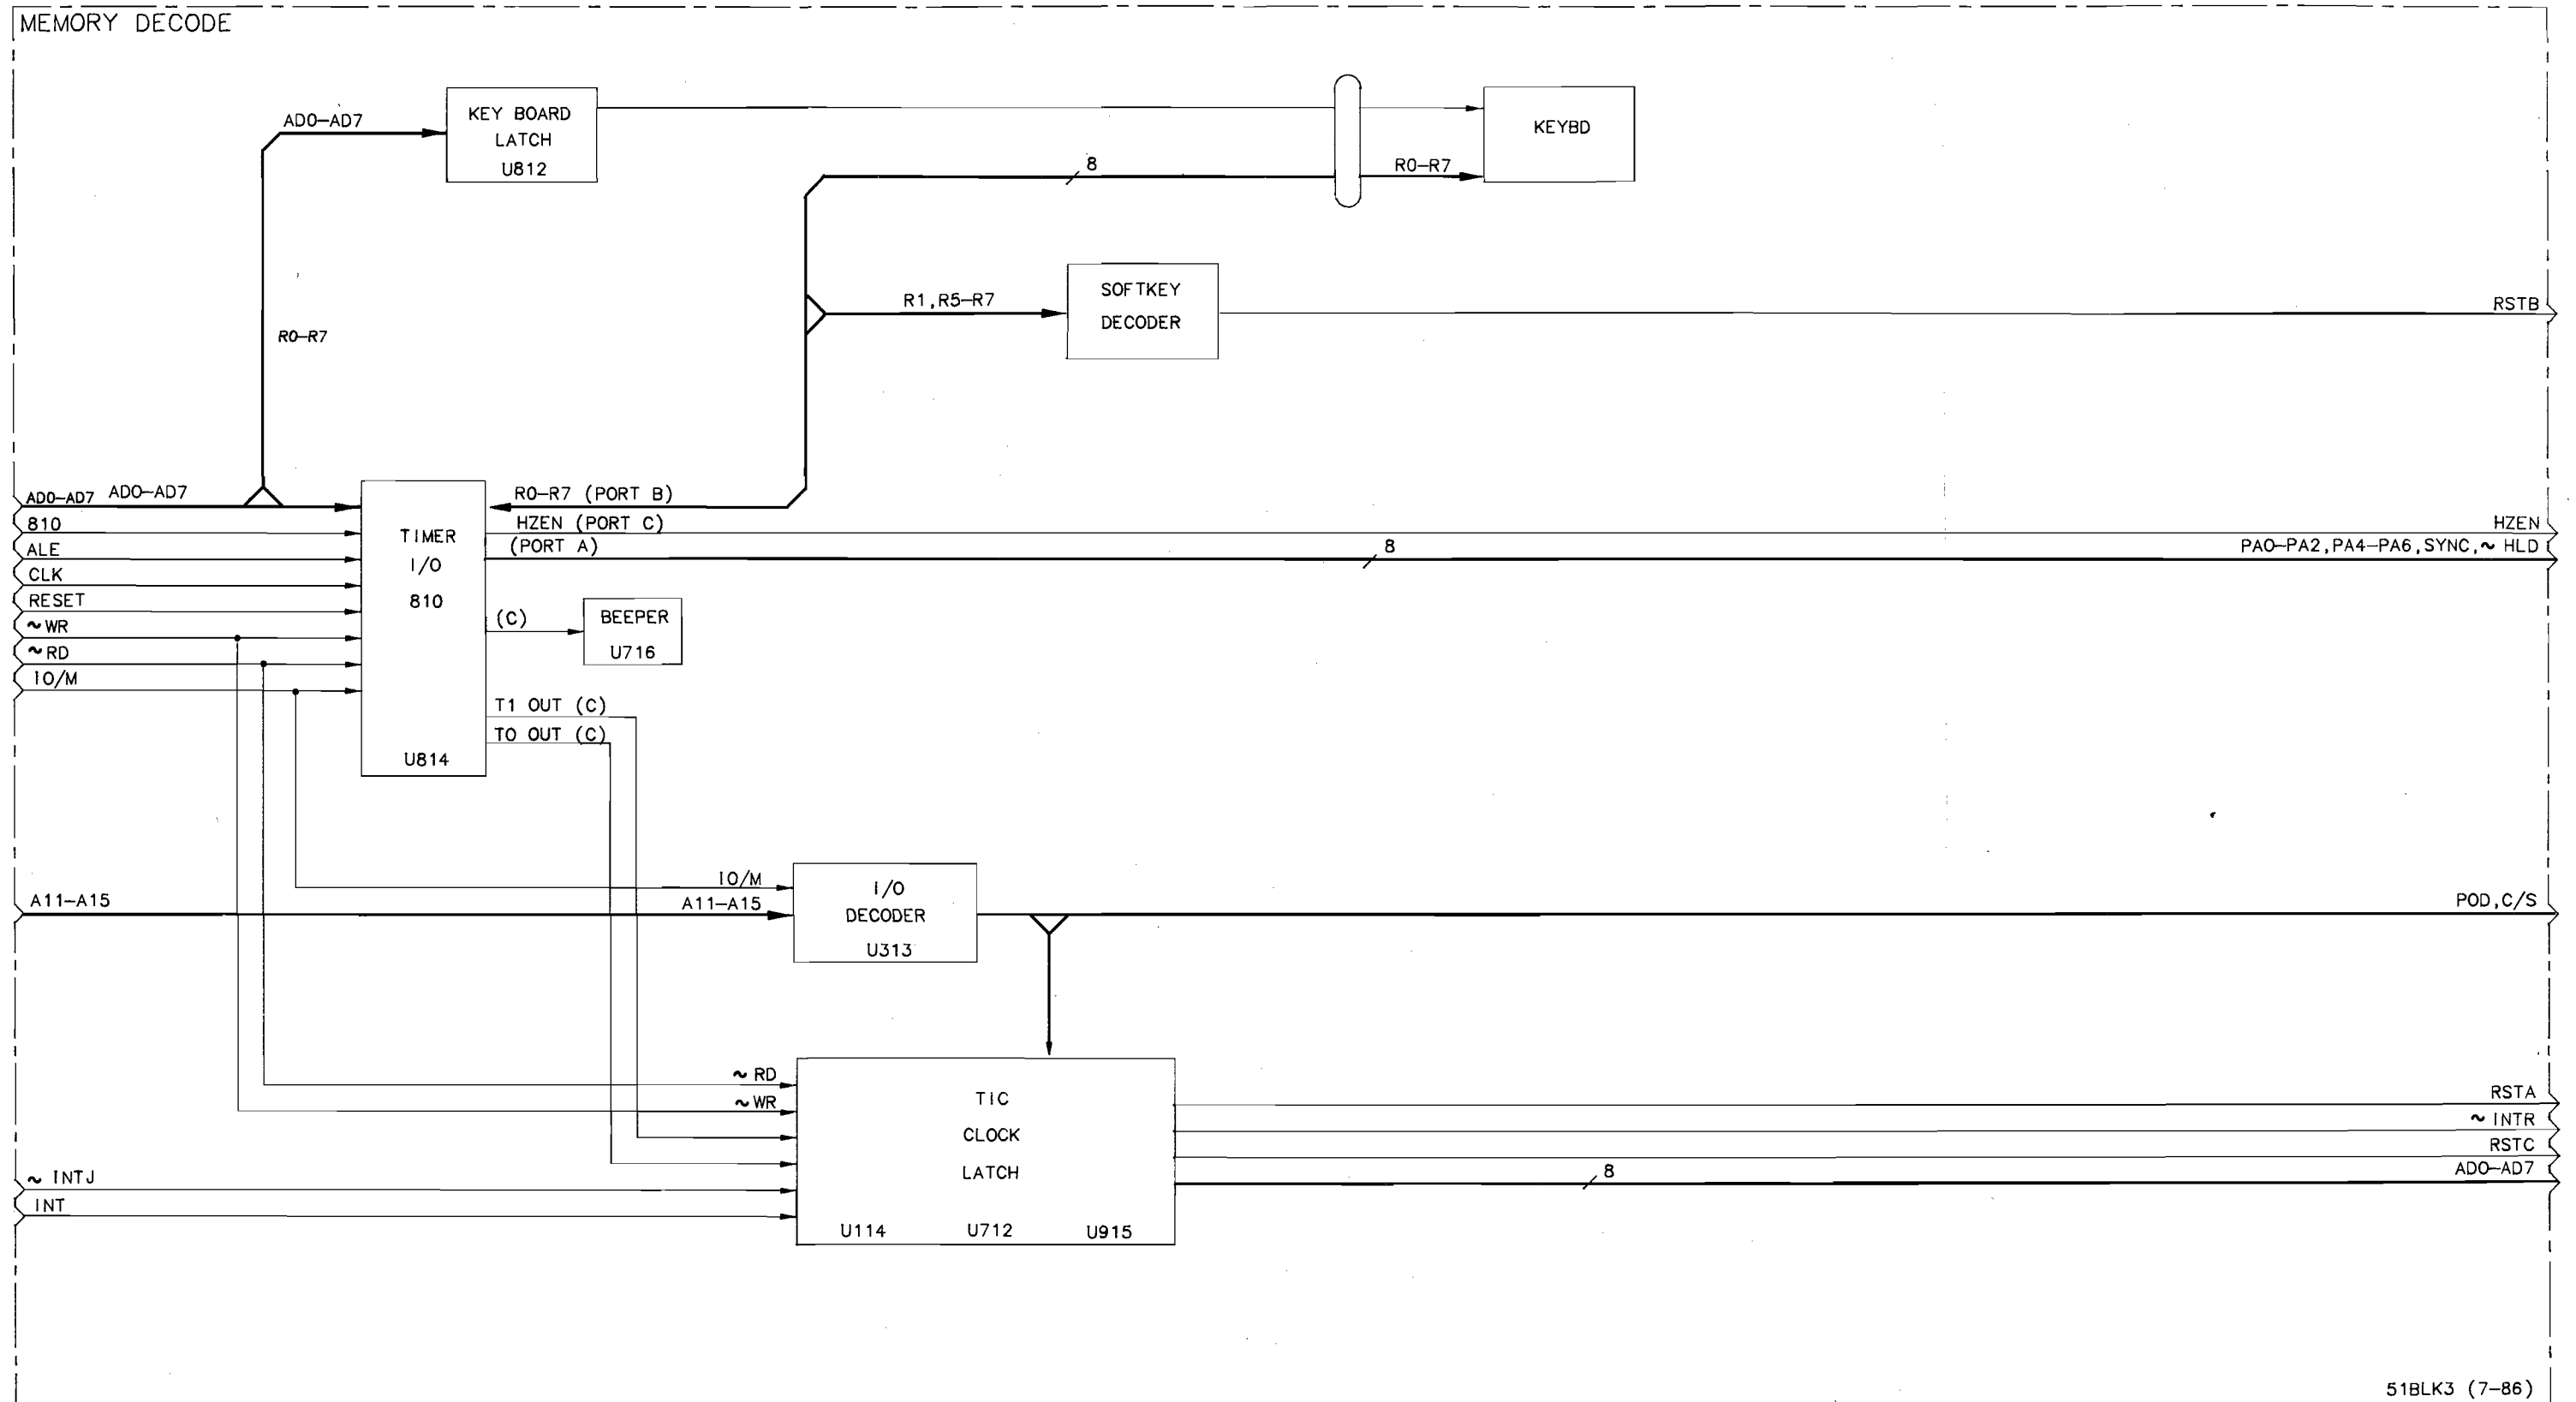 MEMORY DECODE
KEY BOARD
LATCH
U812
AD0-AD7
8
R0-R7
KEYBD
R0-R7
R1,R5-R7
SOFTKEY
DECODER
RSTB
AD0-AD7 AD0-AD7
810
ALE
CLK
RESET
~WR
~RD
IO/M
TIMER
I/O
810
U814
R0-R7 (PORT B)
HZEN (PORT C)
(PORT A)
8
HZEN
PA0-PA2,PA4-PA6,SYNC,~ HLD
(C)
BEEPER
U716
T1 OUT (C)
TO OUT (C)
A11-A15
IO/M
A11-A15
I/O
DECODER
U313
POD,C/S
~ RD
~WR
~ INTJ
INT
TIC
CLOCK
LATCH
U114 U712 U915
RSTA
~ INTR
RSTC
8
AD0-AD7
51BLK3 (7-86)